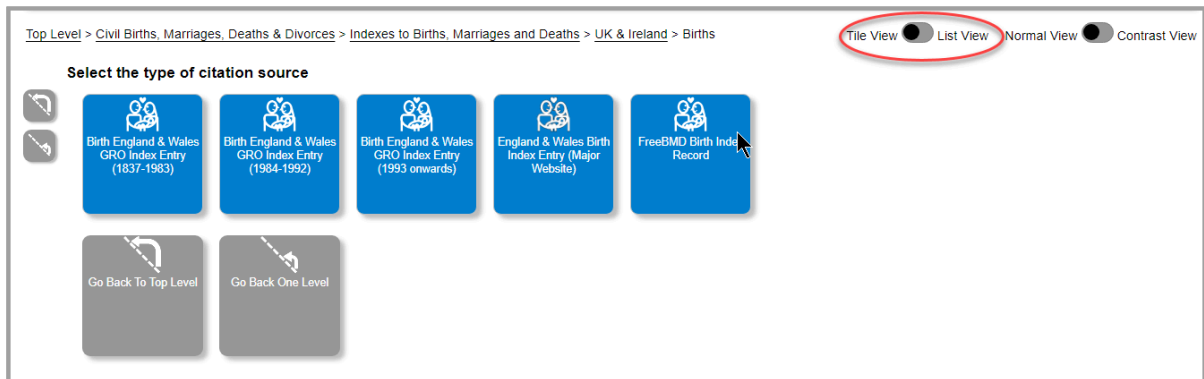 Top Level > Civil Births, Marriages, Deaths & Divorces > Indexes to Births, Marriages and Deaths > UK & Ireland > Births
Tile View List View Normal View Contrast View
Select the type of citation source
Birth England & Wales
GRO Index Entry
(1837-1983)
Birth England & Wales
GRO Index Entry
(1984-1992)
Birth England & Wales
GRO Index Entry
(1993 onwards)
England & Wales Birth
Index Entry (Major
Website)
FreeBMD Birth Index
Record
Go Back To Top Level
Go Back One Level